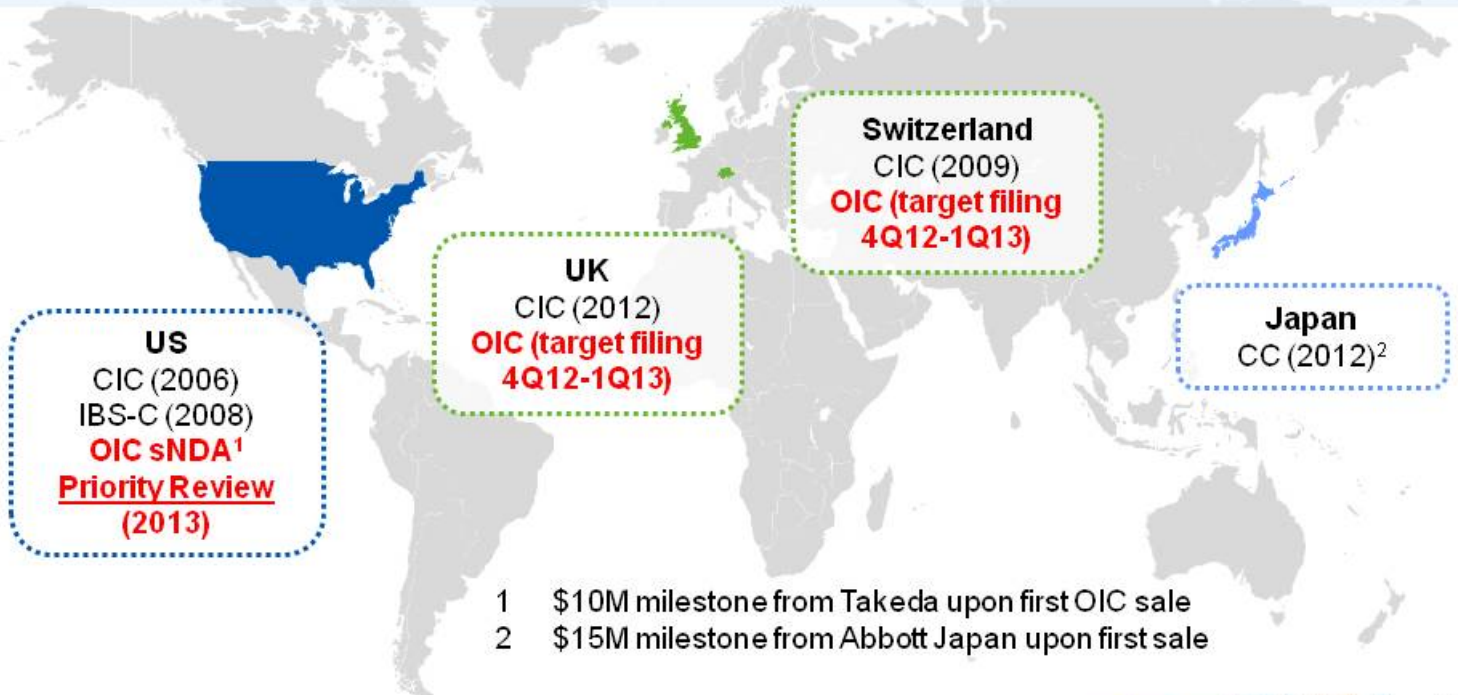 Switzerland
CIC (2009)
OIC (target filing
4Q12-1Q13)
UK
CIC (2012)
OIC (target filing
4Q12-1Q13)
Japan
CC (2012)2
US
CIC (2006)
IBS-C (2008)
OIC sNDA1
Priority Review
(2013)
1 $10M milestone from Takeda upon first OIC sale
2 $15M milestone from Abbott Japan upon first sale